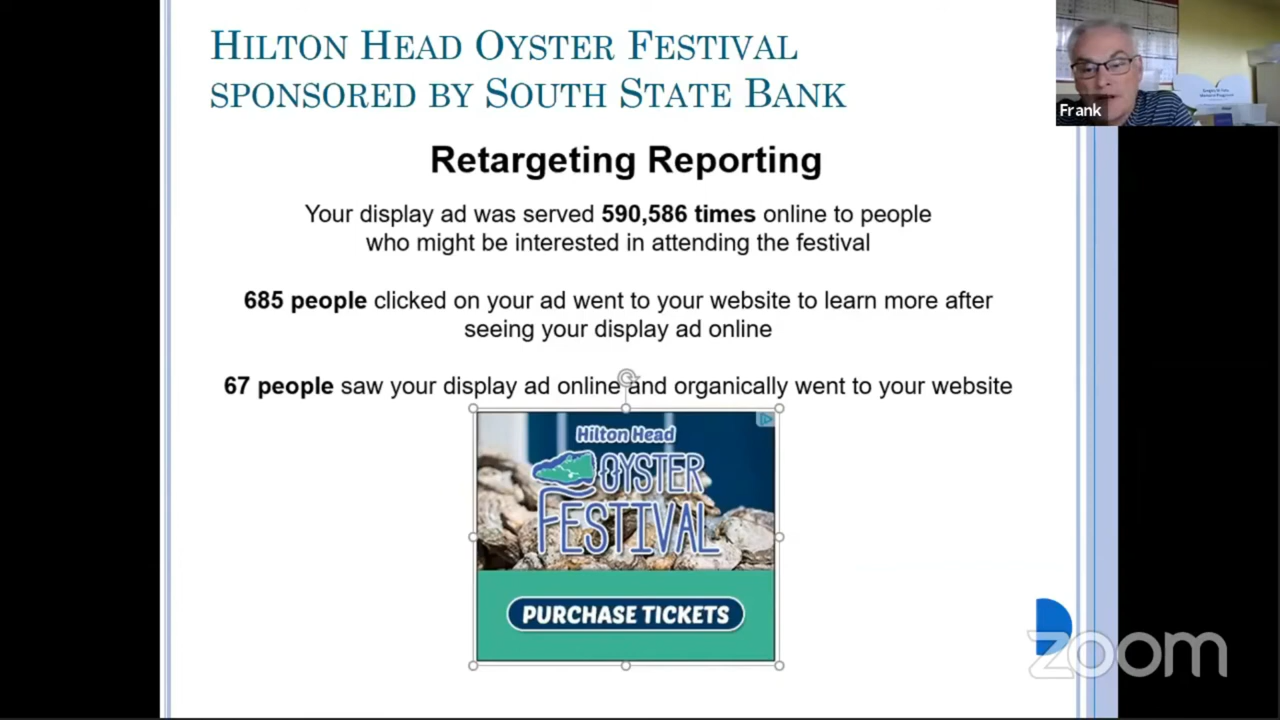 HILTON HEAD OYSTER FESTIVAL
SPONSORED BY SOUTH STATE BANK
Frank
Retargeting Reporting
Your display ad was served 590,586 times online to people
who might be interested in attending the festival
685 people clicked on your ad went to your website to learn more after
seeing your display ad online
67 people saw your display ad online and organically went to your website
Hilton Head
OYSTER
FESTIVAL
PURCHASE TICKETS
zoom